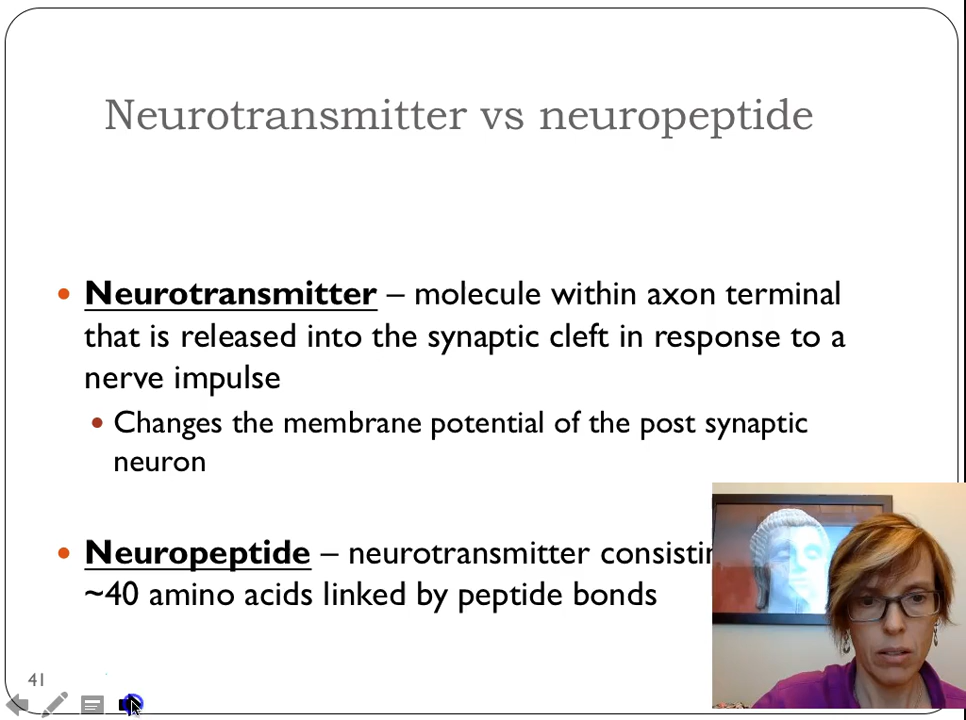 Neurotransmitter vs neuropeptide
• Neurotransmitter – molecule within axon terminal
that is released into the synaptic cleft in response to a
nerve impulse
• Changes the membrane potential of the post synaptic
neuron
• Neuropeptide – neurotransmitter
~40 amino acids linked by peptide bonds
41